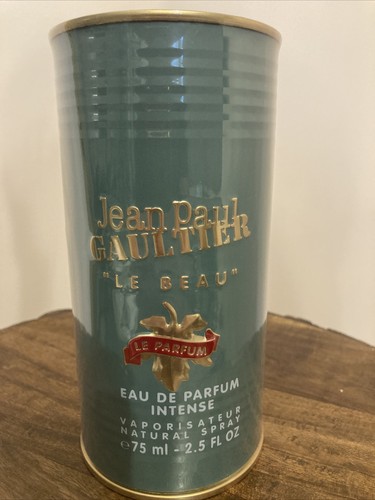 Jean Paul
GAULTIER
"LE BEAU"
LE PARFUM
EAU DE PARFUM
INTENSE
VAPORISATEUR
NATURAL SPRAY
℮75 ml - 2.5 FL OZ